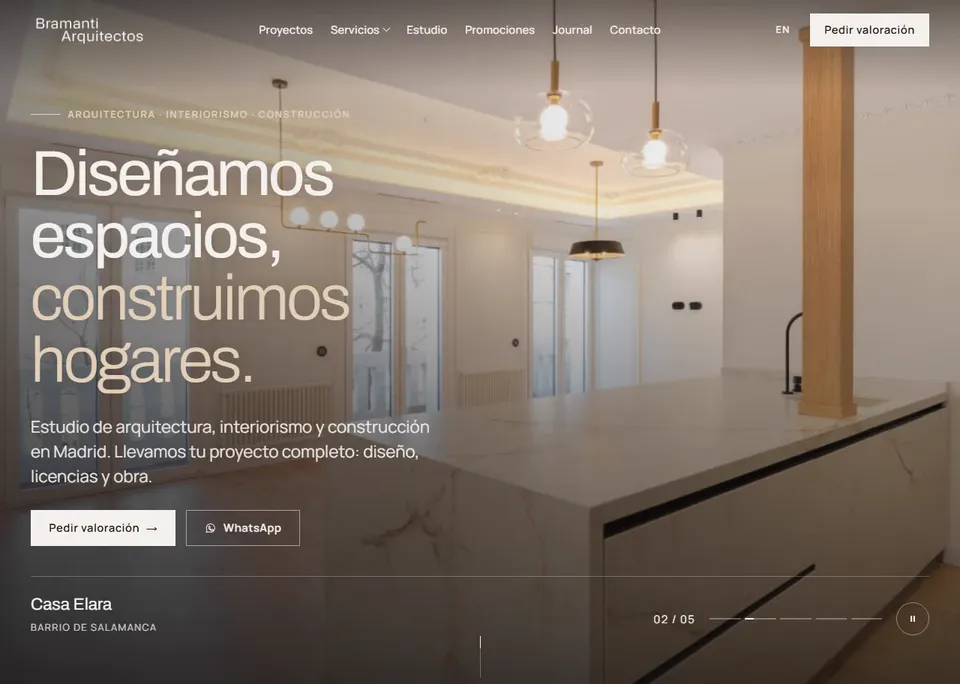 Bramanti
Arquitectos
Proyectos
Servicios
Estudio
Promociones
Journal
Contacto
EN
Pedir valoración
ARQUITECTURA · INTERIORISMO · CONSTRUCCIÓN
Diseñamos
espacios,
construimos
hogares.
Estudio de arquitectura, interiorismo y construcción
en Madrid. Llevamos tu proyecto completo: diseño,
licencias y obra.
Pedir valoración →
WhatsApp
Casa Elara
BARRIO DE SALAMANCA
02 / 05